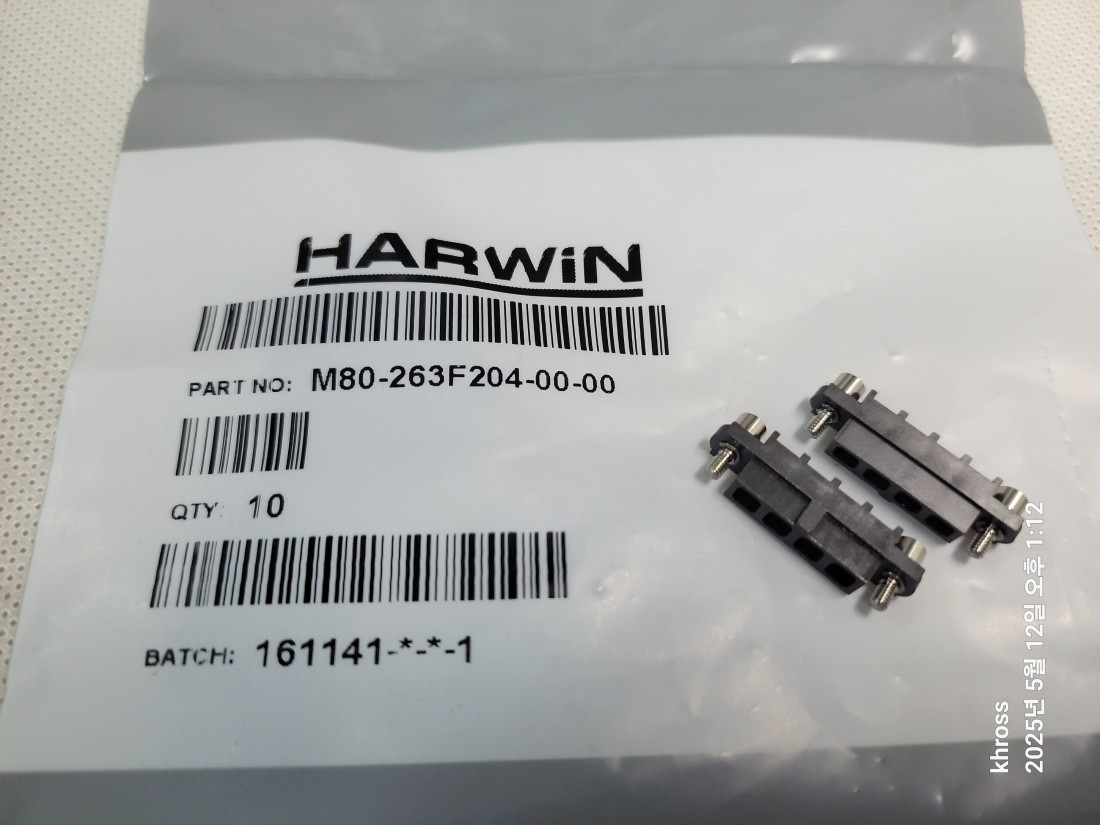 HARWiN
PART NO: M80-263F204-00-00
QTY: 10
BATCH: 161141-*-*-1
khross
2025년 5월 12일 오후 1:12